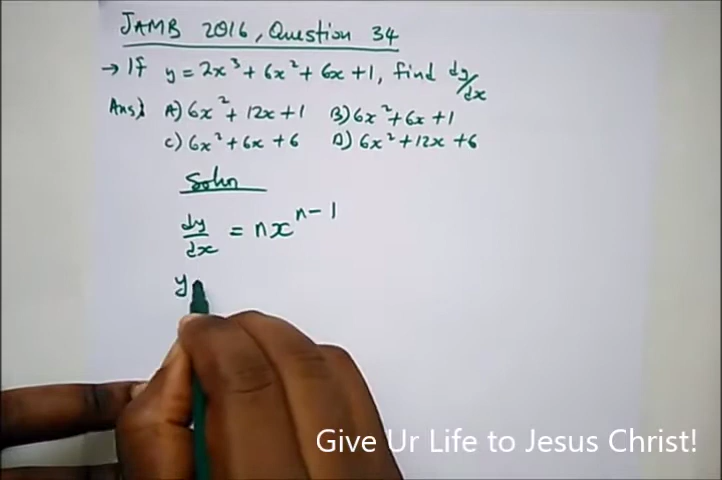 JAMB 2016, Question 34
→ If y = 2x³ + 6x² + 6x + 1, find dy/dx
Ans) A) 6x² + 12x + 1 B) 6x² + 6x + 1
C) 6x² + 6x + 6 D) 6x² + 12x + 6
Soln
dy/dx = nx^(n-1)
y
Give Ur Life to Jesus Christ!